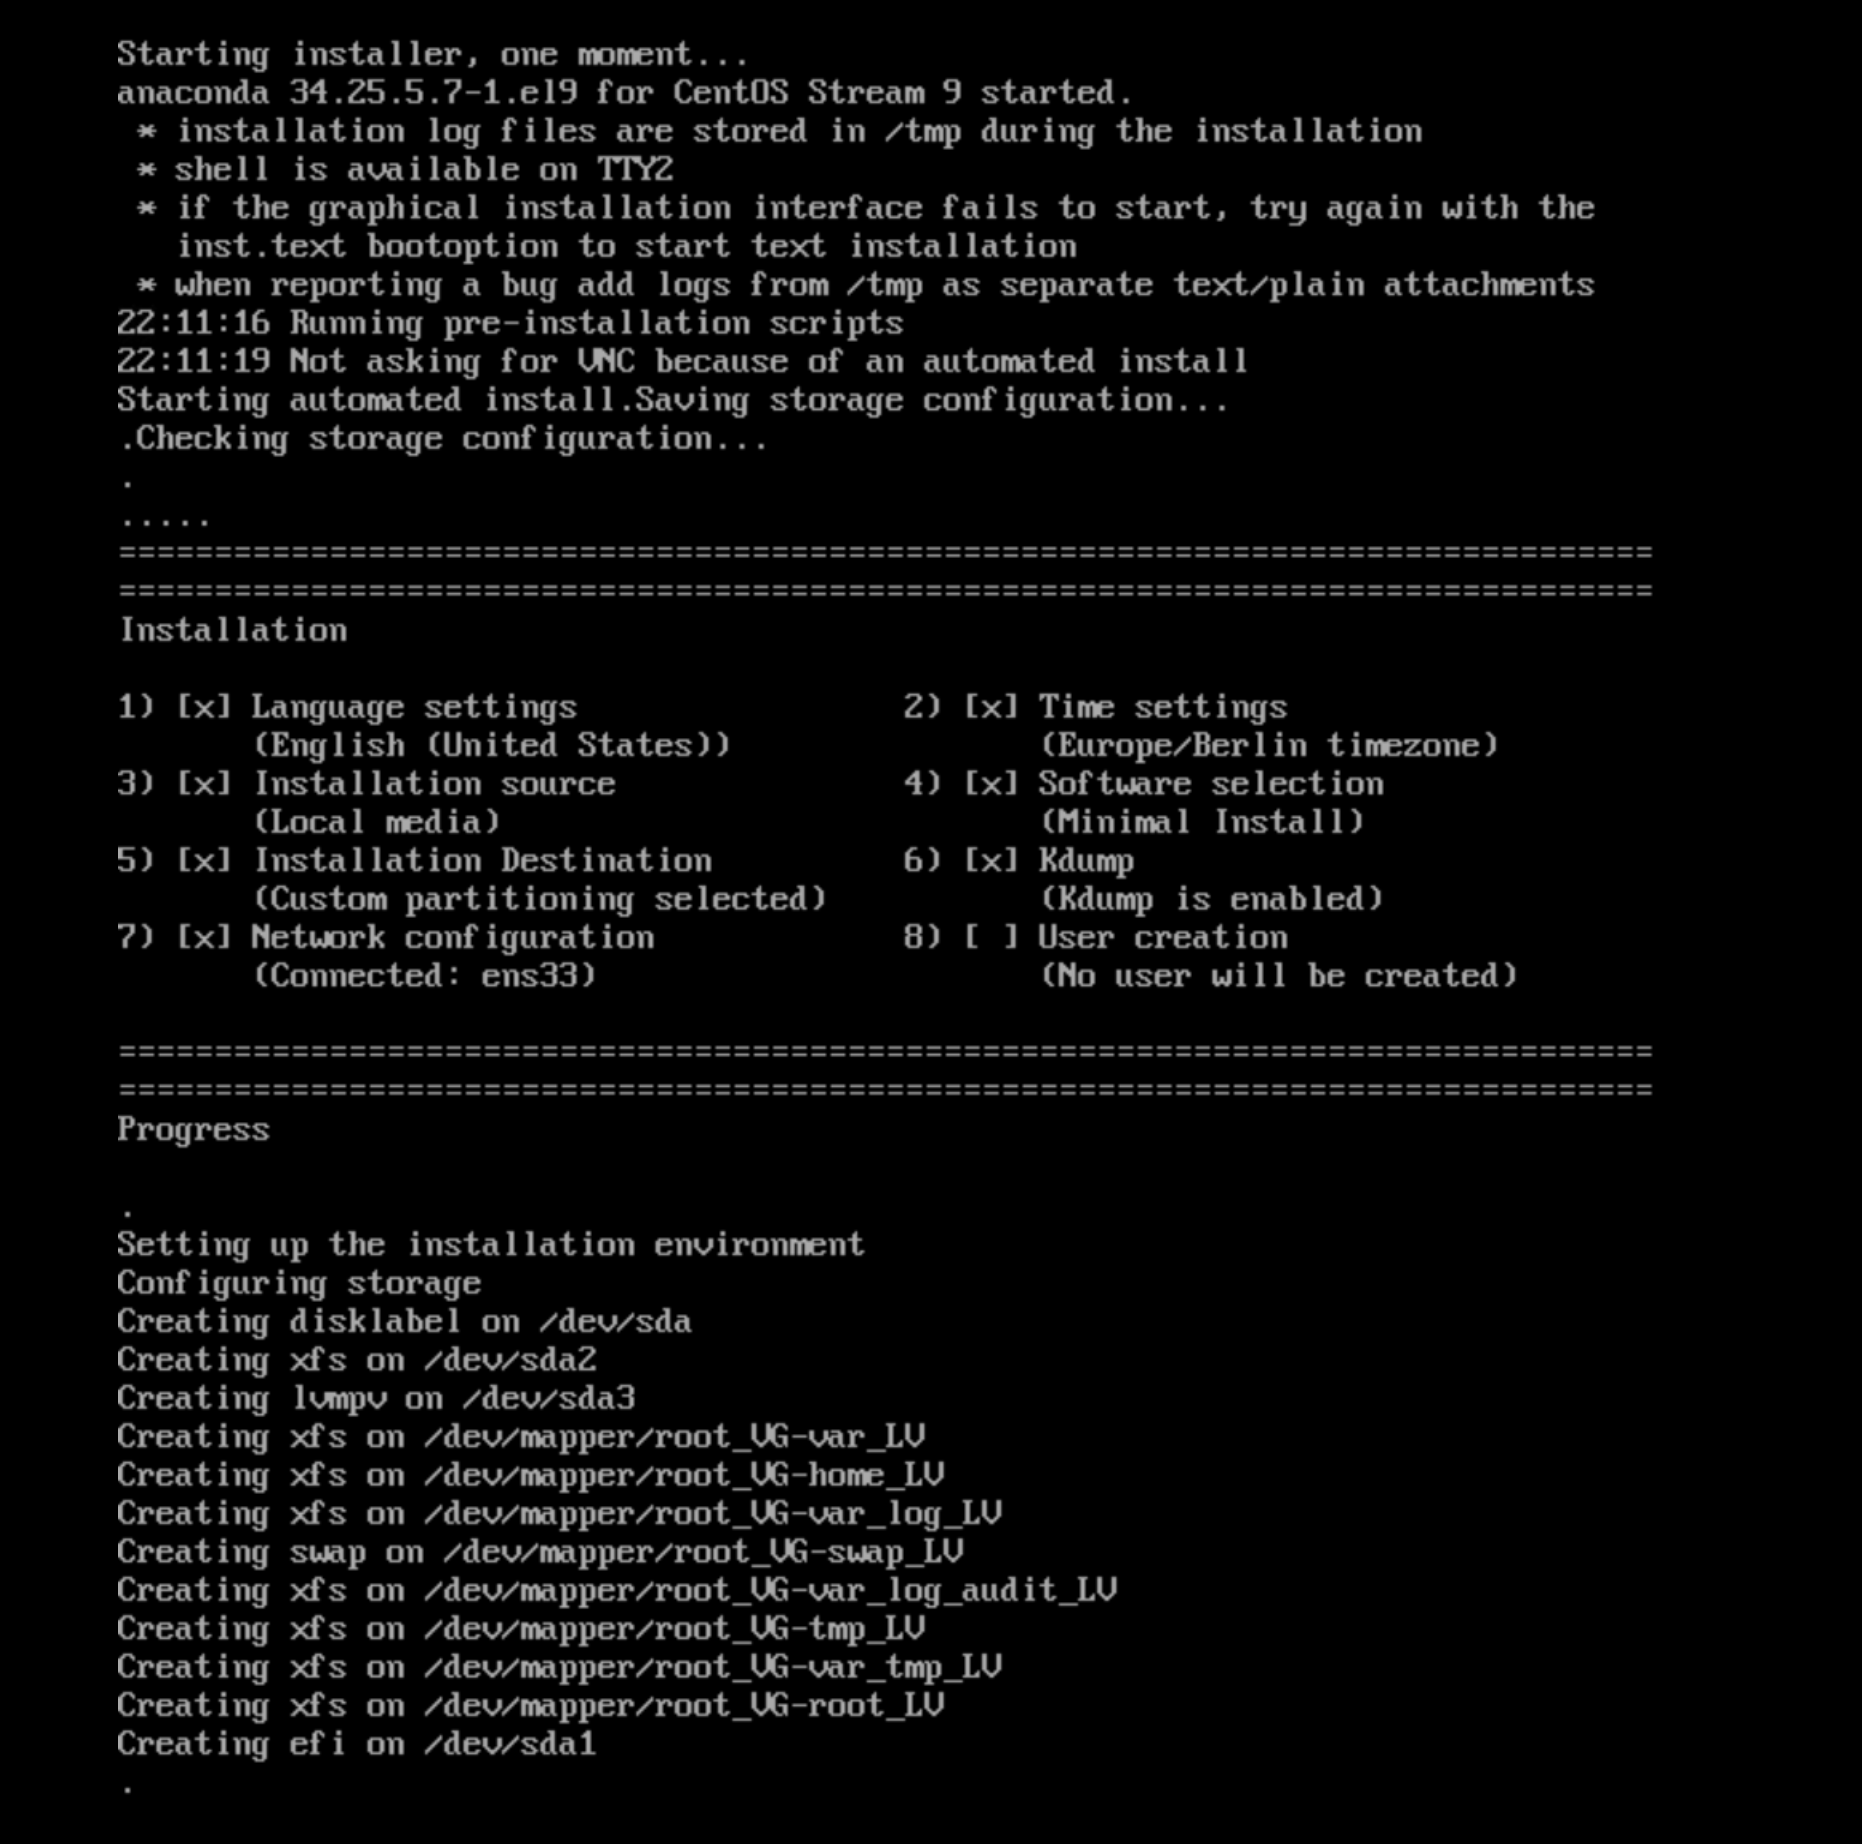 Starting installer, one moment...
anaconda 34.25.5.7-1.el9 for CentOS Stream 9 started.
 * installation log files are stored in /tmp during the installation
 * shell is available on TTY2
 * if the graphical installation interface fails to start, try again with the
   inst.text bootoption to start text installation
 * when reporting a bug add logs from /tmp as separate text/plain attachments
22:11:16 Running pre-installation scripts
22:11:19 Not asking for VNC because of an automated install
Starting automated install.Saving storage configuration...
.Checking storage configuration...
.
.....
================================================================================
================================================================================
Installation

1) [x] Language settings                 2) [x] Time settings
       (English (United States))                (Europe/Berlin timezone)
3) [x] Installation source               4) [x] Software selection
       (Local media)                            (Minimal Install)
5) [x] Installation Destination          6) [x] Kdump
       (Custom partitioning selected)           (Kdump is enabled)
7) [x] Network configuration             8) [ ] User creation
       (Connected: ens33)                       (No user will be created)

================================================================================
================================================================================
Progress

.
Setting up the installation environment
Configuring storage
Creating disklabel on /dev/sda
Creating xfs on /dev/sda2
Creating lvmpv on /dev/sda3
Creating xfs on /dev/mapper/root_VG-var_LV
Creating xfs on /dev/mapper/root_VG-home_LV
Creating xfs on /dev/mapper/root_VG-var_log_LV
Creating swap on /dev/mapper/root_VG-swap_LV
Creating xfs on /dev/mapper/root_VG-var_log_audit_LV
Creating xfs on /dev/mapper/root_VG-tmp_LV
Creating xfs on /dev/mapper/root_VG-var_tmp_LV
Creating xfs on /dev/mapper/root_VG-root_LV
Creating efi on /dev/sda1
.